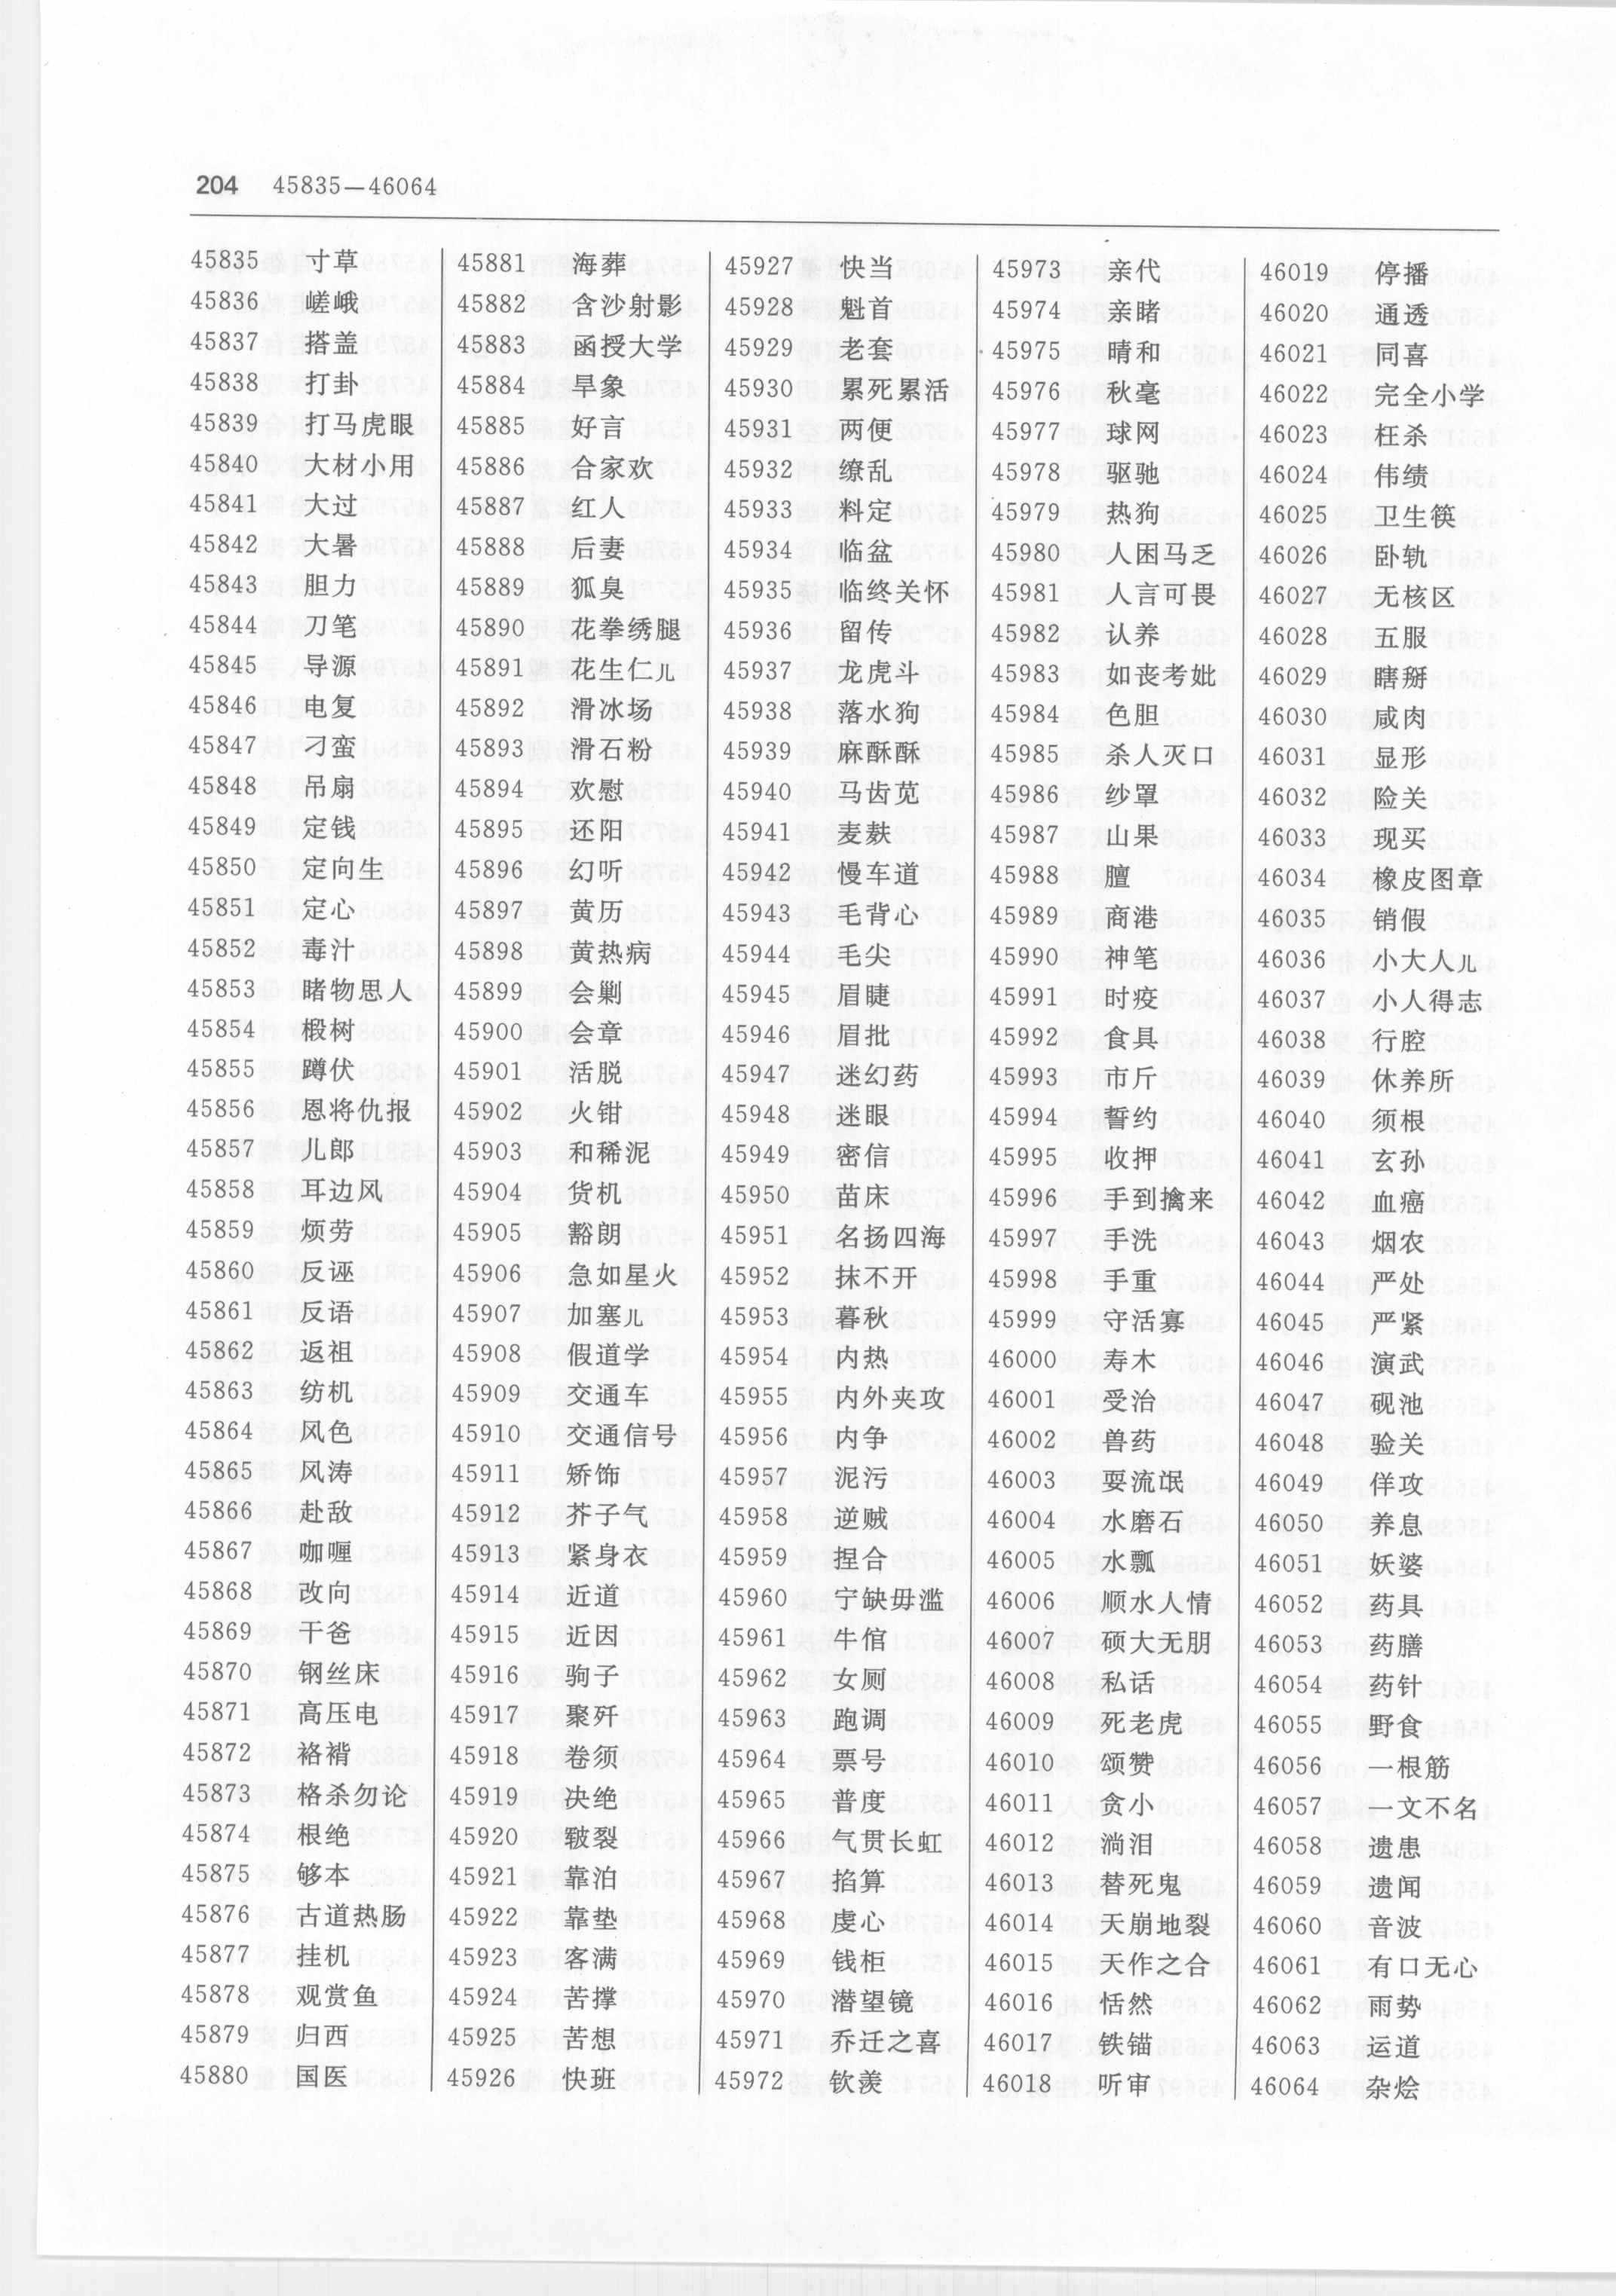 204 45835—46064
45835 寸草
45836 嵯峨
45837 搭盖
45838 打卦
45839 打马虎眼
45840 大材小用
45841 大过
45842 大暑
45843 胆力
45844 刀笔
45845 导源
45846 电复
45847 刁蛮
45848 吊扇
45849 定钱
45850 定向生
45851 定心
45852 毒汁
45853 睹物思人
45854 椴树
45855 蹲伏
45856 恩将仇报
45857 儿郎
45858 耳边风
45859 烦劳
45860 反诬
45861 反语
45862 返祖
45863 纺机
45864 风色
45865 风涛
45866 赴敌
45867 咖喱
45868 改向
45869 干爸
45870 钢丝床
45871 高压电
45872 袼褙
45873 格杀勿论
45874 根绝
45875 够本
45876 古道热肠
45877 挂机
45878 观赏鱼
45879 归西
45880 国医
45881 海葬
45882 含沙射影
45883 函授大学
45884 旱象
45885 好言
45886 合家欢
45887 红人
45888 后妻
45889 狐臭
45890 花拳绣腿
45891 花生仁儿
45892 滑冰场
45893 滑石粉
45894 欢慰
45895 还阳
45896 幻听
45897 黄历
45898 黄热病
45899 会剿
45900 会章
45901 活脱
45902 火钳
45903 和稀泥
45904 货机
45905 豁朗
45906 急如星火
45907 加塞儿
45908 假道学
45909 交通车
45910 交通信号
45911 矫饰
45912 芥子气
45913 紧身衣
45914 近道
45915 近因
45916 驹子
45917 聚歼
45918 卷须
45919 决绝
45920 皲裂
45921 靠泊
45922 靠垫
45923 客满
45924 苦撑
45925 苦想
45926 快班
45927 快当
45928 魁首
45929 老套
45930 累死累活
45931 两便
45932 缭乱
45933 料定
45934 临盆
45935 临终关怀
45936 留传
45937 龙虎斗
45938 落水狗
45939 麻酥酥
45940 马齿苋
45941 麦麸
45942 慢车道
45943 毛背心
45944 毛尖
45945 眉睫
45946 眉批
45947 迷幻药
45948 迷眼
45949 密信
45950 苗床
45951 名扬四海
45952 抹不开
45953 暮秋
45954 内热
45955 内外夹攻
45956 内争
45957 泥污
45958 逆贼
45959 捏合
45960 宁缺毋滥
45961 牛倌
45962 女厕
45963 跑调
45964 票号
45965 普度
45966 气贯长虹
45967 掐算
45968 虔心
45969 钱柜
45970 潜望镜
45971 乔迁之喜
45972 钦羡
45973 亲代
45974 亲睹
45975 晴和
45976 秋毫
45977 球网
45978 驱驰
45979 热狗
45980 人困马乏
45981 人言可畏
45982 认养
45983 如丧考妣
45984 色胆
45985 杀人灭口
45986 纱罩
45987 山果
45988 膻
45989 商港
45990 神笔
45991 时疫
45992 食具
45993 市斤
45994 誓约
45995 收押
45996 手到擒来
45997 手洗
45998 手重
45999 守活寡
46000 寿木
46001 受治
46002 兽药
46003 耍流氓
46004 水磨石
46005 水瓢
46006 顺水人情
46007 硕大无朋
46008 私话
46009 死老虎
46010 颂赞
46011 贪小
46012 淌泪
46013 替死鬼
46014 天崩地裂
46015 天作之合
46016 恬然
46017 铁锚
46018 听审
46019 停播
46020 通透
46021 同喜
46022 完全小学
46023 枉杀
46024 伟绩
46025 卫生筷
46026 卧轨
46027 无核区
46028 五服
46029 瞎掰
46030 咸肉
46031 显形
46032 险关
46033 现买
46034 橡皮图章
46035 销假
46036 小大人儿
46037 小人得志
46038 行腔
46039 休养所
46040 须根
46041 玄孙
46042 血癌
46043 烟农
46044 严处
46045 严紧
46046 演武
46047 砚池
46048 验关
46049 佯攻
46050 养息
46051 妖婆
46052 药具
46053 药膳
46054 药针
46055 野食
46056 一根筋
46057 一文不名
46058 遗患
46059 遗闻
46060 音波
46061 有口无心
46062 雨势
46063 运道
46064 杂烩